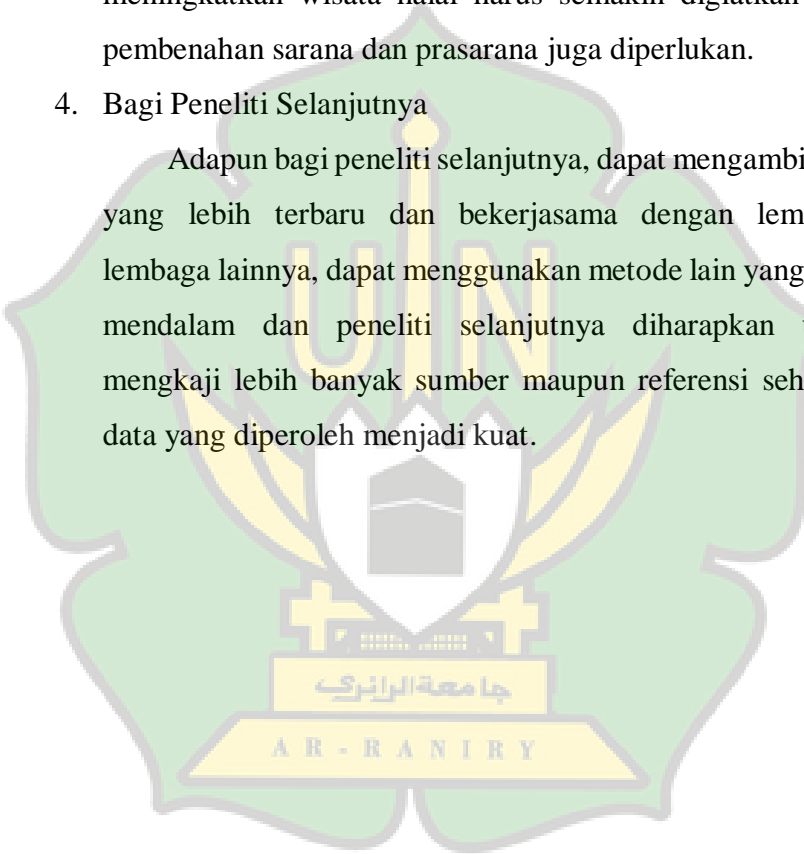 meningkatkan wisata halal harus semakin digiatkan
pembenahan sarana dan prasarana juga diperlukan.
4. Bagi Peneliti Selanjutnya
Adapun bagi peneliti selanjutnya, dapat mengambi
yang lebih terbaru dan bekerjasama dengan lem
lembaga lainnya, dapat menggunakan metode lain yang
mendalam dan peneliti selanjutnya diharapkan
mengkaji lebih banyak sumber maupun referensi seh
data yang diperoleh menjadi kuat.
UIN
جامعة الرانري
AR-RANIRY